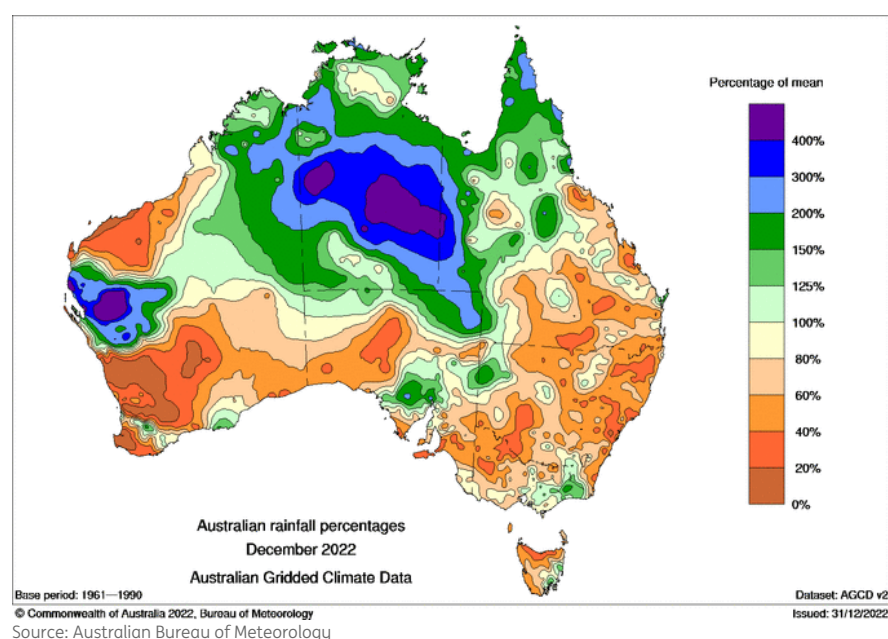 Percentage of mean
400%
300%
200%
150%
125%
100%
80%
60%
40%
20%
0%
Australian rainfall percentages
December 2022
Australian Gridded Climate Data
Base period: 1961—1990
Dataset: AGCD v2
© Commonwealth of Australia 2022, Bureau of Meteorology
Issued: 31/12/2022
Source: Australian Bureau of Meteorology